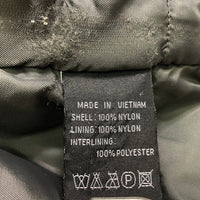 MADE IN VIETNAM
SHELL: 100% NYLON
LINING: 100% NYLON
INTERLINING:
100% POLYESTER